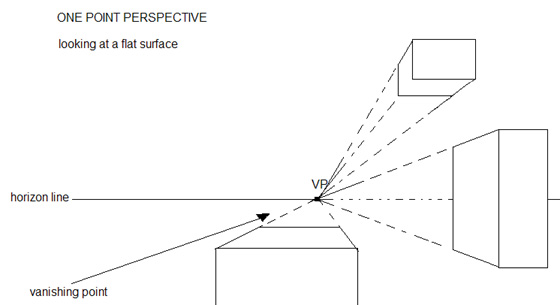 ONE POINT PERSPECTIVE
looking at a flat surface
VP
horizon line
vanishing point